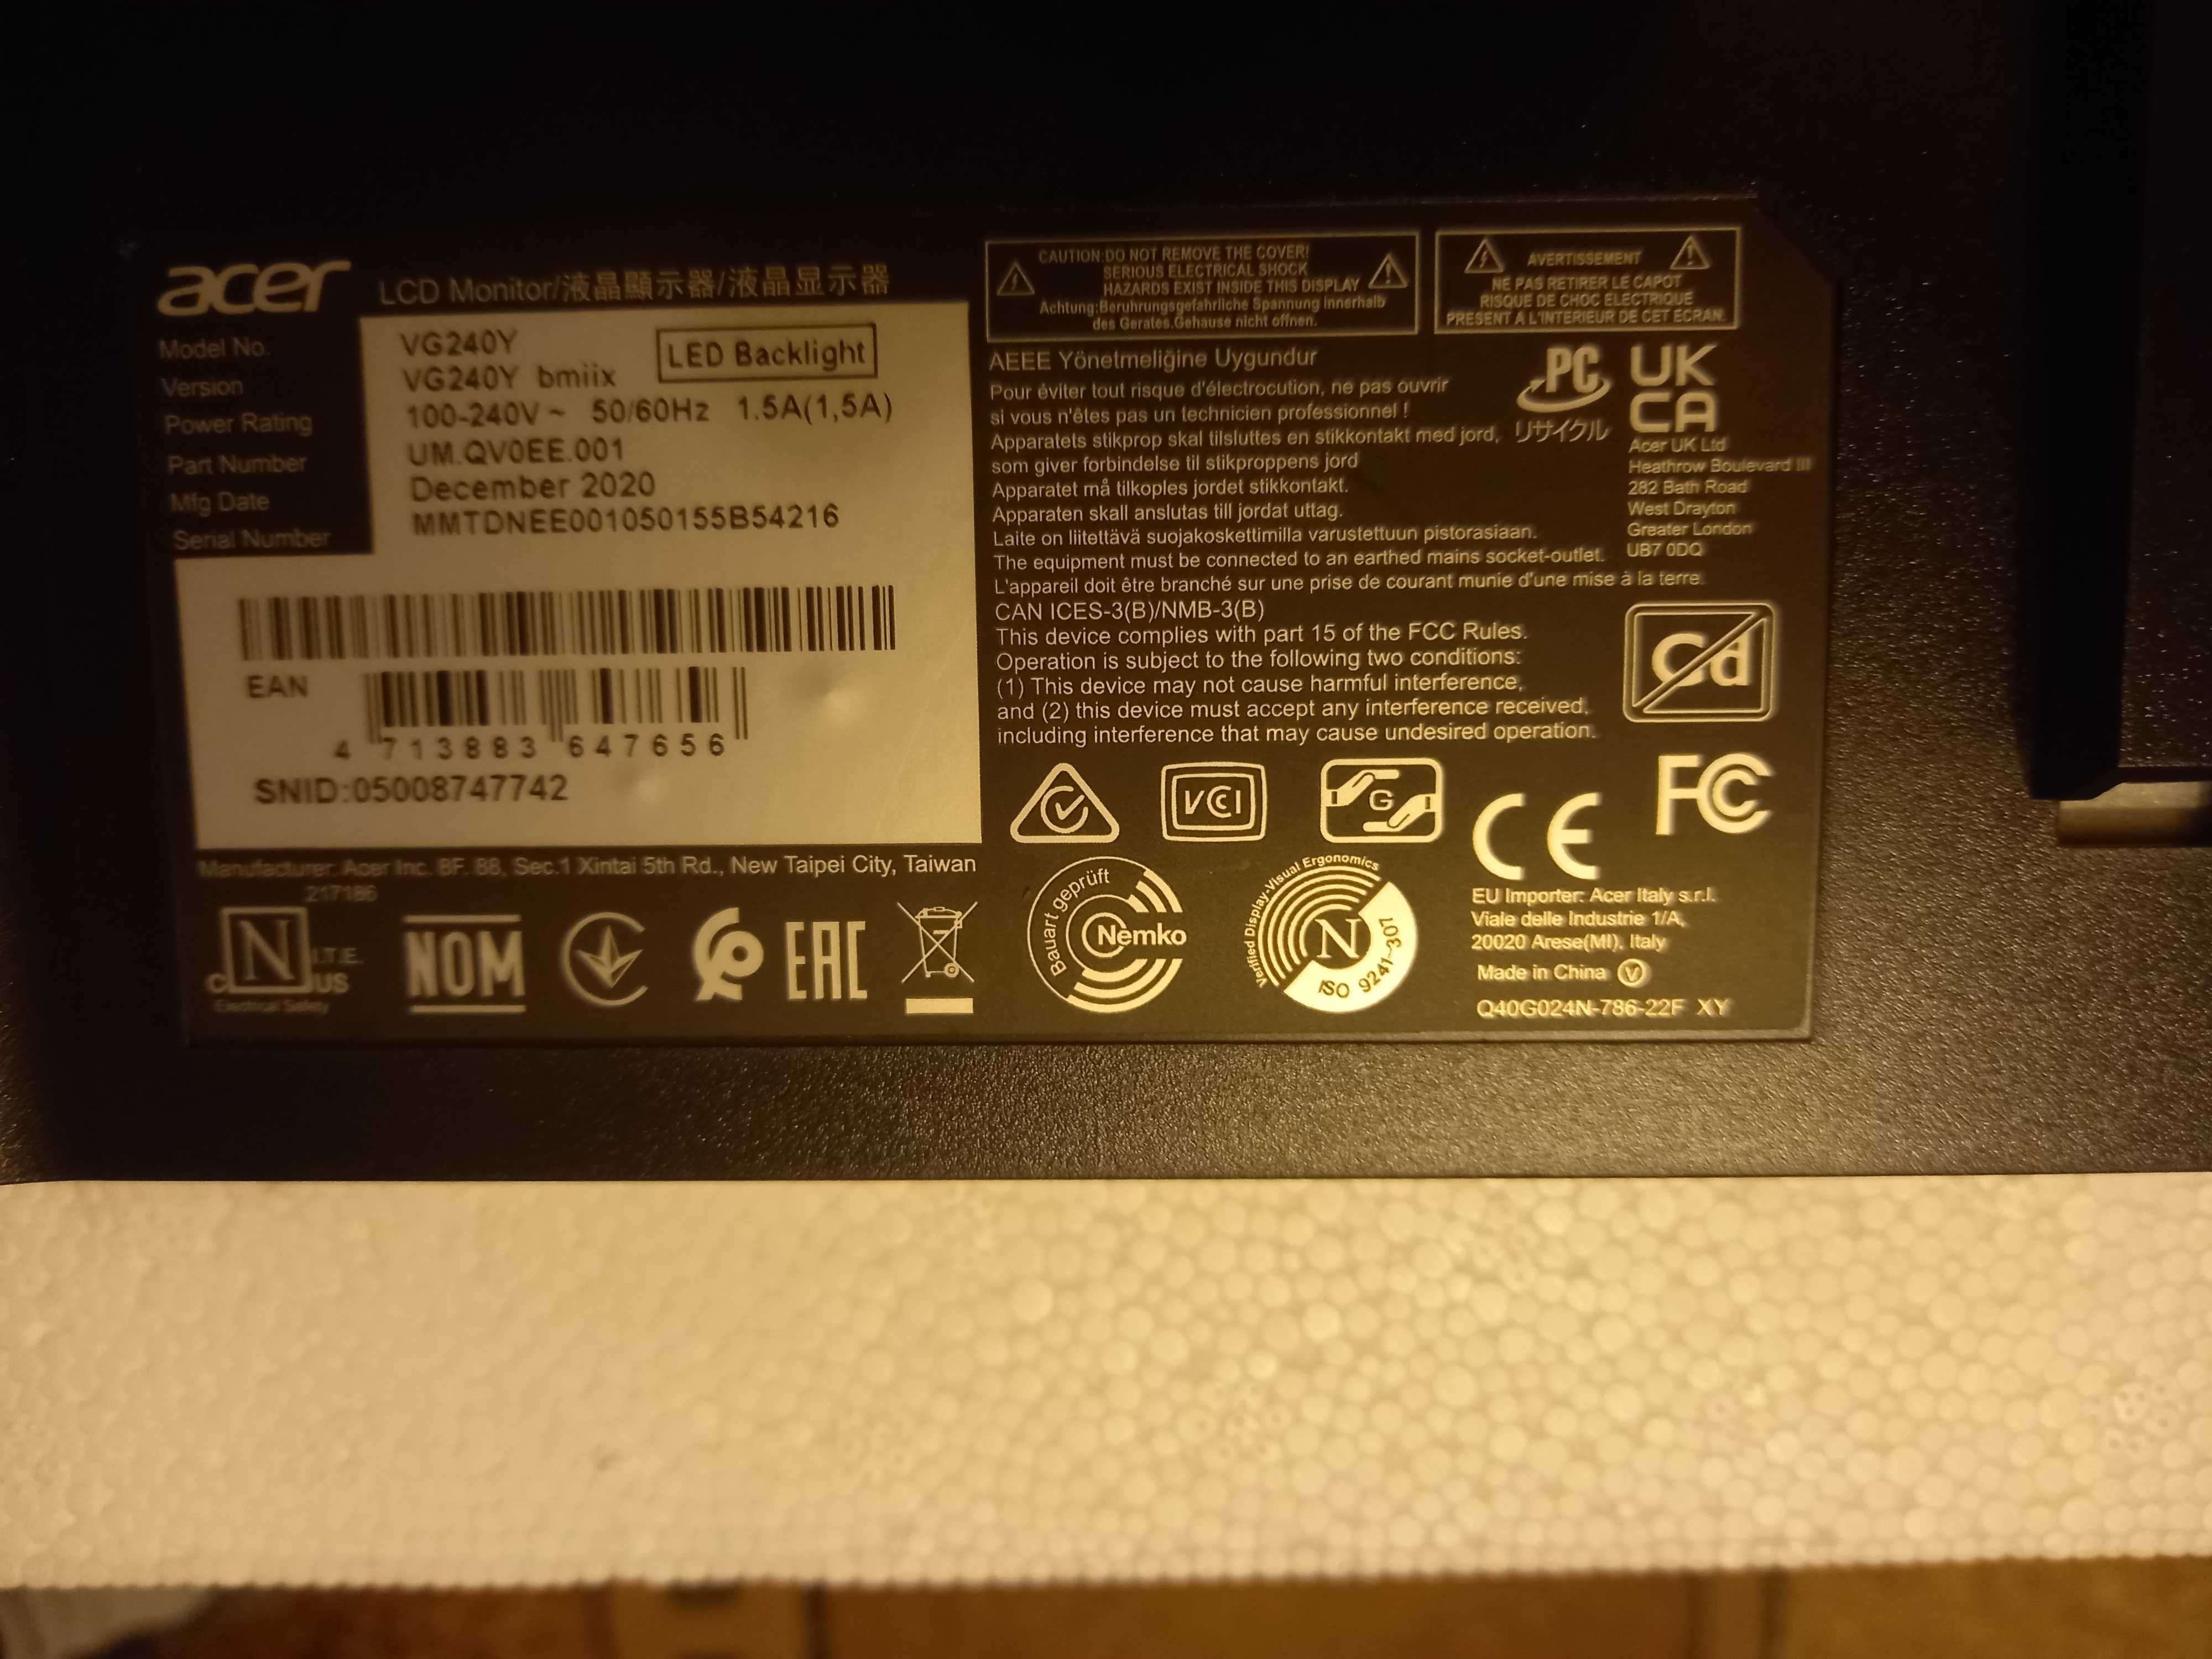 acer LCD Monitor/液晶顯示器/液晶显示器
Model No. VG240Y
LED Backlight
Version VG240Y bmiix
Power Rating 100-240V ~ 50/60Hz 1.5A(1,5A)
Part Number UM.QV0EE.001
Mfg Date December 2020
Serial Number MMTDNEE001050155B54216
EAN
4 713883 647656
SNID:05008747742
Manufacturer: Acer Inc. 8F. 88, Sec.1 Xintai 5th Rd., New Taipei City, Taiwan
217186
N
I.T.E.
C US
Electrical Safety
NOM
EAC
CAUTION:DO NOT REMOVE THE COVER!
SERIOUS ELECTRICAL SHOCK
HAZARDS EXIST INSIDE THIS DISPLAY
Achtung:Beruhrungsgefahrliche Spannung innerhalb
des Gerates.Gehause nicht offnen.
AVERTISSEMENT
NE PAS RETIRER LE CAPOT
RISQUE DE CHOC ELECTRIQUE
PRESENT A L'INTERIEUR DE CET ECRAN.
AEEE Yönetmeliğine Uygundur
Pour éviter tout risque d'électrocution, ne pas ouvrir
si vous n'êtes pas un technicien professionnel !
Apparatets stikprop skal tilsluttes en stikkontakt med jord,
som giver forbindelse til stikproppens jord
Apparatet må tilkoples jordet stikkontakt.
Apparaten skall anslutas till jordat uttag.
Laite on liitettävä suojakoskettimilla varustettuun pistorasiaan.
The equipment must be connected to an earthed mains socket-outlet.
L'appareil doit être branché sur une prise de courant munie d'une mise à la terre.
CAN ICES-3(B)/NMB-3(B)
This device complies with part 15 of the FCC Rules.
Operation is subject to the following two conditions:
(1) This device may not cause harmful interference,
and (2) this device must accept any interference received,
including interference that may cause undesired operation.
PC
リサイクル
UK
CA
Acer UK Ltd
Heathrow Boulevard III
282 Bath Road
West Drayton
Greater London
UB7 0DQ
Cd
VCI
G
CE
FC
Bauart geprüft
Nemko
Verified Display-Visual Ergonomics
N
ISO 9241-307
EU Importer: Acer Italy s.r.l.
Viale delle Industrie 1/A,
20020 Arese(MI), Italy
Made in China V
Q40G024N-786-22F XY